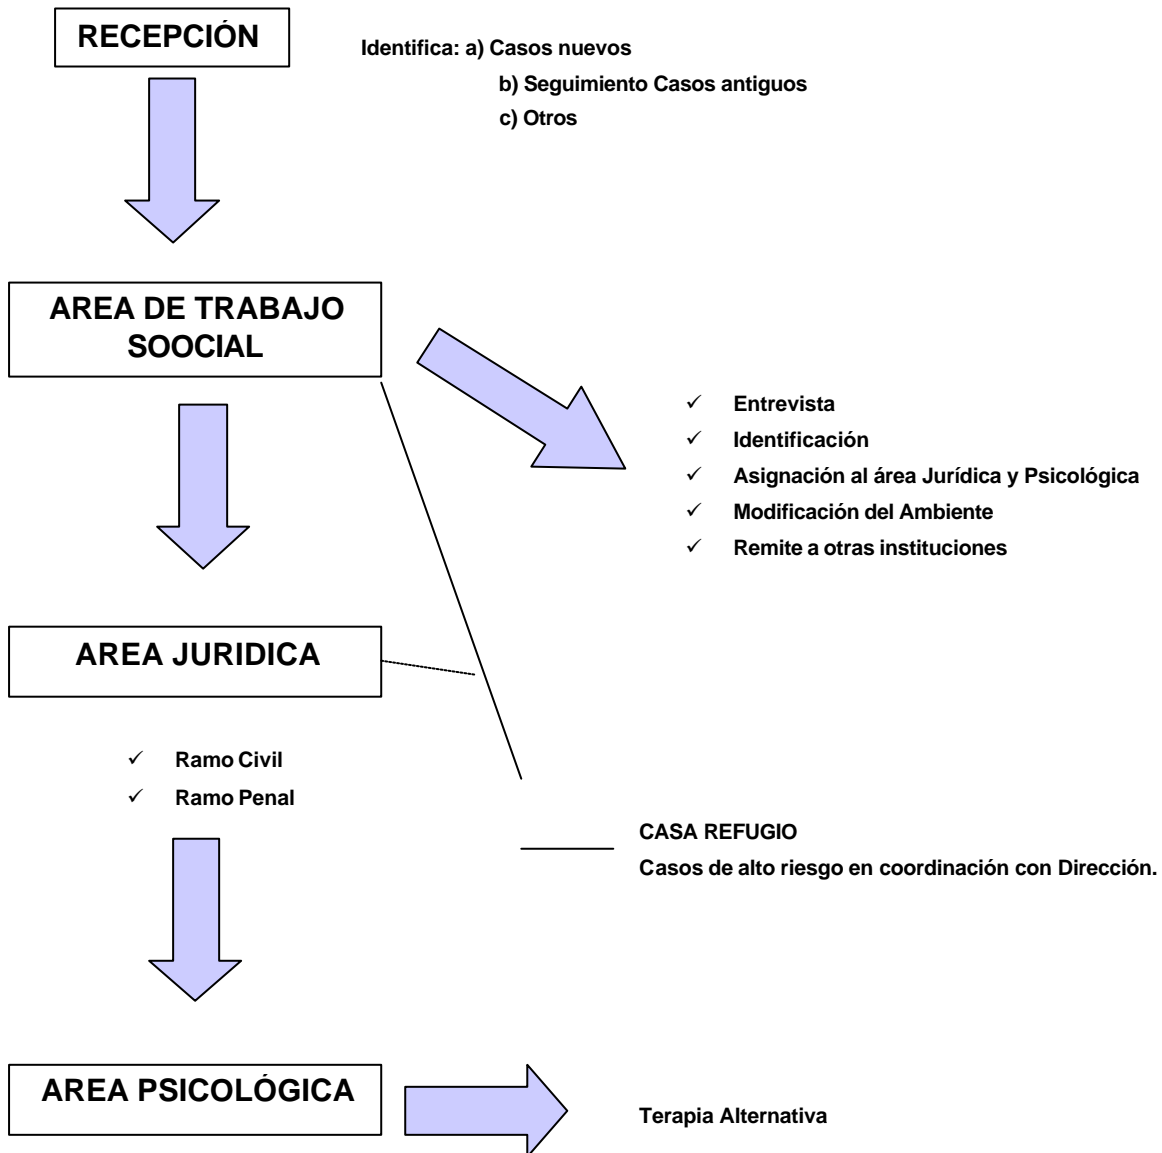 RECEPCIÓN
Identifica: a) Casos nuevos
b) Seguimiento Casos antiguos
c) Otros
AREA DE TRABAJO
SOOCIAL
✓ Entrevista
✓ Identificación
✓ Asignación al área Jurídica y Psicológica
✓ Modificación del Ambiente
✓ Remite a otras instituciones
AREA JURIDICA
✓ Ramo Civil
✓ Ramo Penal
CASA REFUGIO
Casos de alto riesgo en coordinación con Dirección.
AREA PSICOLÓGICA
Terapia Alternativa